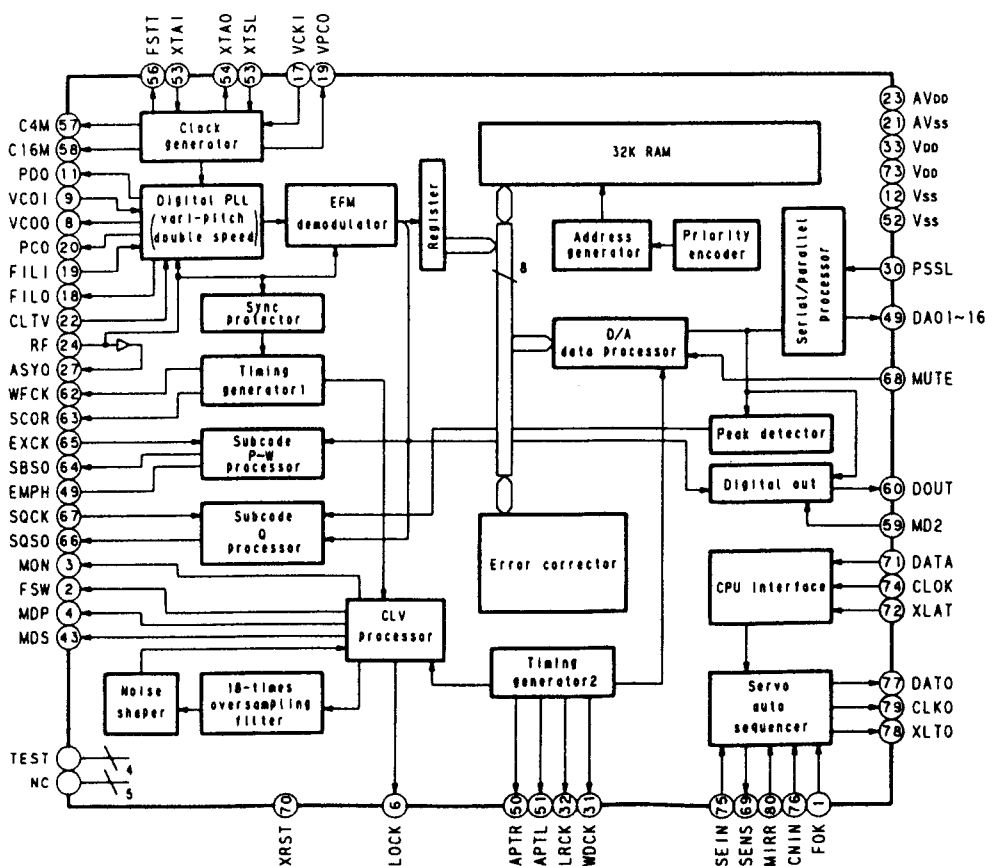 FSTT
XTAI
XTAO
XTSL
VCKI
VPCO
56
53
54
53
17
19
C4M 57
C16M 58
PDO 11
VCOI 9
VCOO 8
PCO 20
FILI 19
FILO 18
CLTV 22
RF 24
ASYO 27
WFCK 62
SCOR 63
EXCK 65
SBSO 64
EMPH 49
SQCK 67
SQSO 66
MON 3
FSW 2
MDP 4
MDS 43
TEST
4
NC
5
Clock
generator
Digital PLL
(vari-pitch
double speed)
EFM
demodulator
Register
Sync
protector
Timing
generator1
Subcode
P~W
processor
Subcode
Q
processor
CLV
processor
Noise
shaper
18-times
oversampling
filter
32K RAM
Address
generator
Priority
encoder
8
D/A
data processor
Serial/parallel
processor
Peak detector
Digital out
Error corrector
CPU interface
Timing
generator2
Servo
auto
sequencer
23 AVDD
21 AVSS
33 VDD
73 VDD
12 VSS
52 VSS
30 PSSL
49 DA01~16
68 MUTE
60 DOUT
59 MD2
71 DATA
74 CLOK
72 XLAT
77 DATO
79 CLKO
78 XLTO
70
6
50
51
32
31
75
69
80
76
1
XRST
LOCK
APTR
APTL
LRCK
WDCK
SEIN
SENS
MIRR
CNIN
FOK